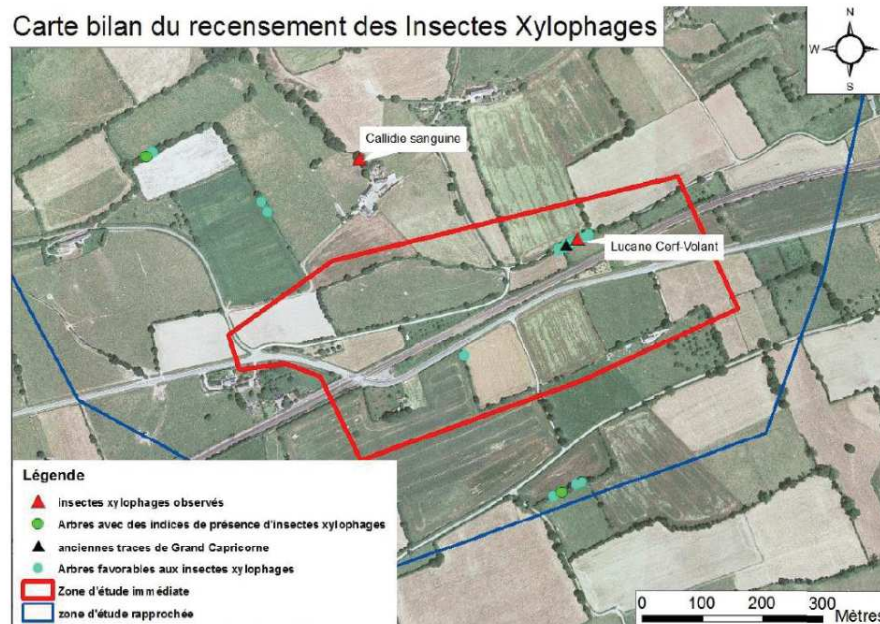 Carte bilan du recensement des Insectes Xylophages
N
W
E
S
Callidie sanguine
Lucane Cerf-Volant
Légende
insectes xylophages observés
Arbres avec des indices de présence d'insectes xylophages
anciennes traces de Grand Capricorne
Arbres favorables aux insectes xylophages
Zone d'étude immédiate
zone d'étude rapprochée
0 100 200 300
Mètres